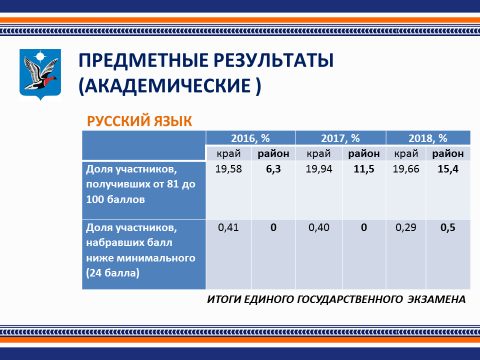 ПРЕДМЕТНЫЕ РЕЗУЛЬТАТЫ
(АКАДЕМИЧЕСКИЕ )
РУССКИЙ ЯЗЫК
2016, % 2017, % 2018, %
край район край район край район
Доля участников, 19,58 6,3 19,94 11,5 19,66 15,4
получивших от 81 до
100 баллов
Доля участников, 0,41 0 0,40 0 0,29 0,5
набравших балл
ниже минимального
(24 балла)
ИТОГИ ЕДИНОГО ГОСУДАРСТВЕННОГО ЭКЗАМЕНА